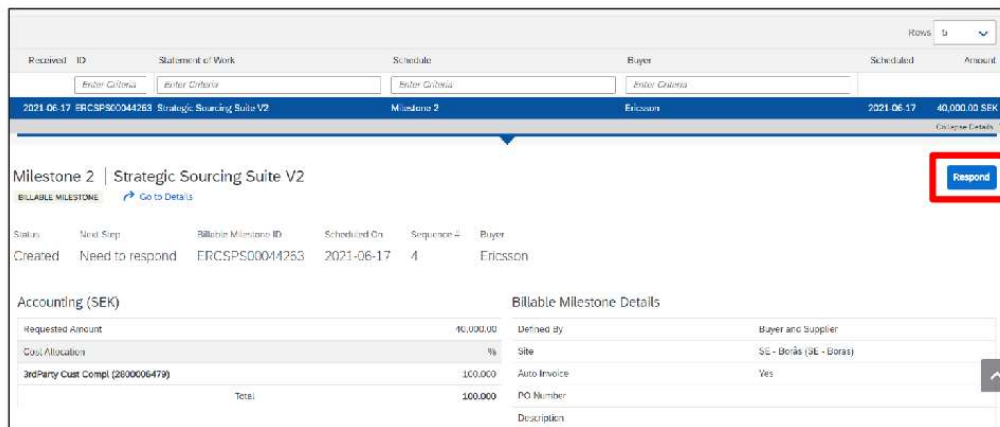 Rows 5
Received ID Statement of Work Schedule Buyer Scheduled Amount
Enter Criteria Enter Criteria Enter Criteria Enter Criteria
2021-06-17 ERCSPS00044263 Strategic Sourcing Suite V2 Milestone 2 Ericsson 2021-06-17 40,000.00 SEK
Collapse Details
Milestone 2 | Strategic Sourcing Suite V2
Respond
BILLABLE MILESTONE Go to Details
Status Next Step Billable Milestone ID Scheduled On Sequence # Buyer
Created Need to respond ERCSPS00044263 2021-06-17 4 Ericsson
Accounting (SEK)
Requested Amount 40,000.00
Cost Allocation %
3rdParty Cust Compl (2800006479) 100.000
Total 100.000
Billable Milestone Details
Defined By Buyer and Supplier
Site SE - Borås (SE - Boras)
Auto Invoice Yes
PO Number
Description